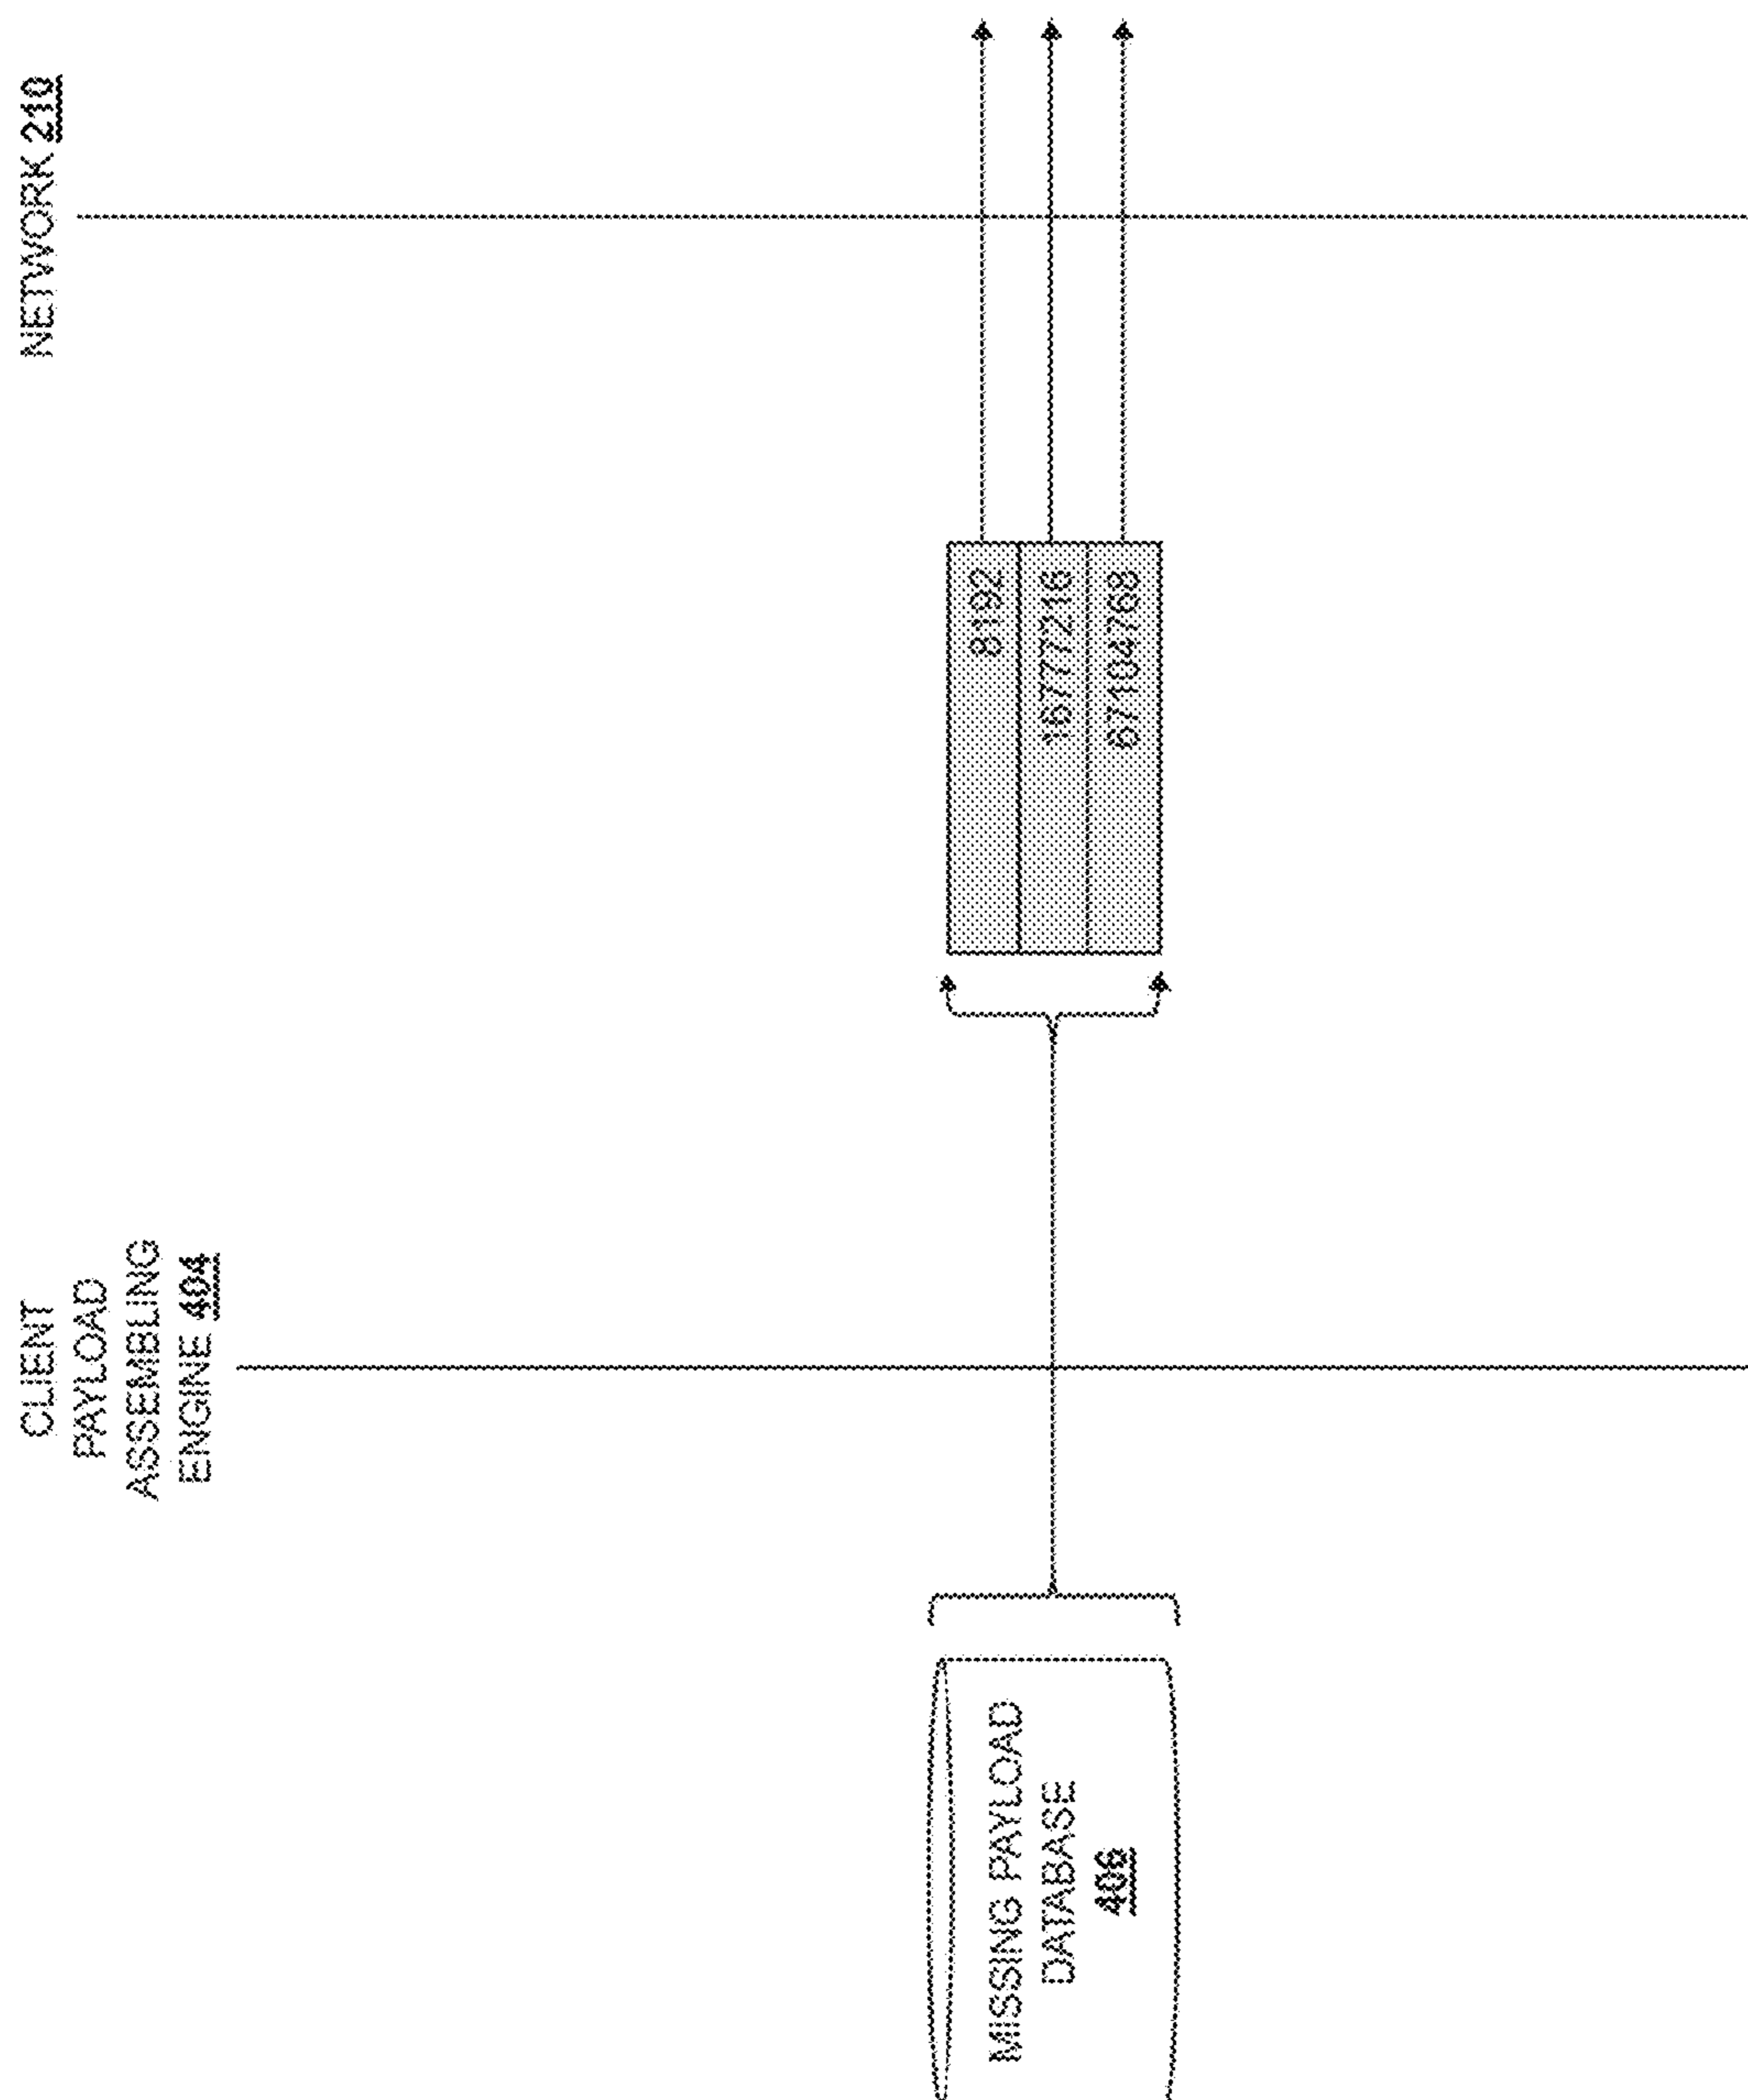 CLIENT
PAYLOAD
ASSEMBLING
ENGINE 404
NETWORK 210
MISSING PAYLOAD
DATABASE
406
8192
16777216
67104768